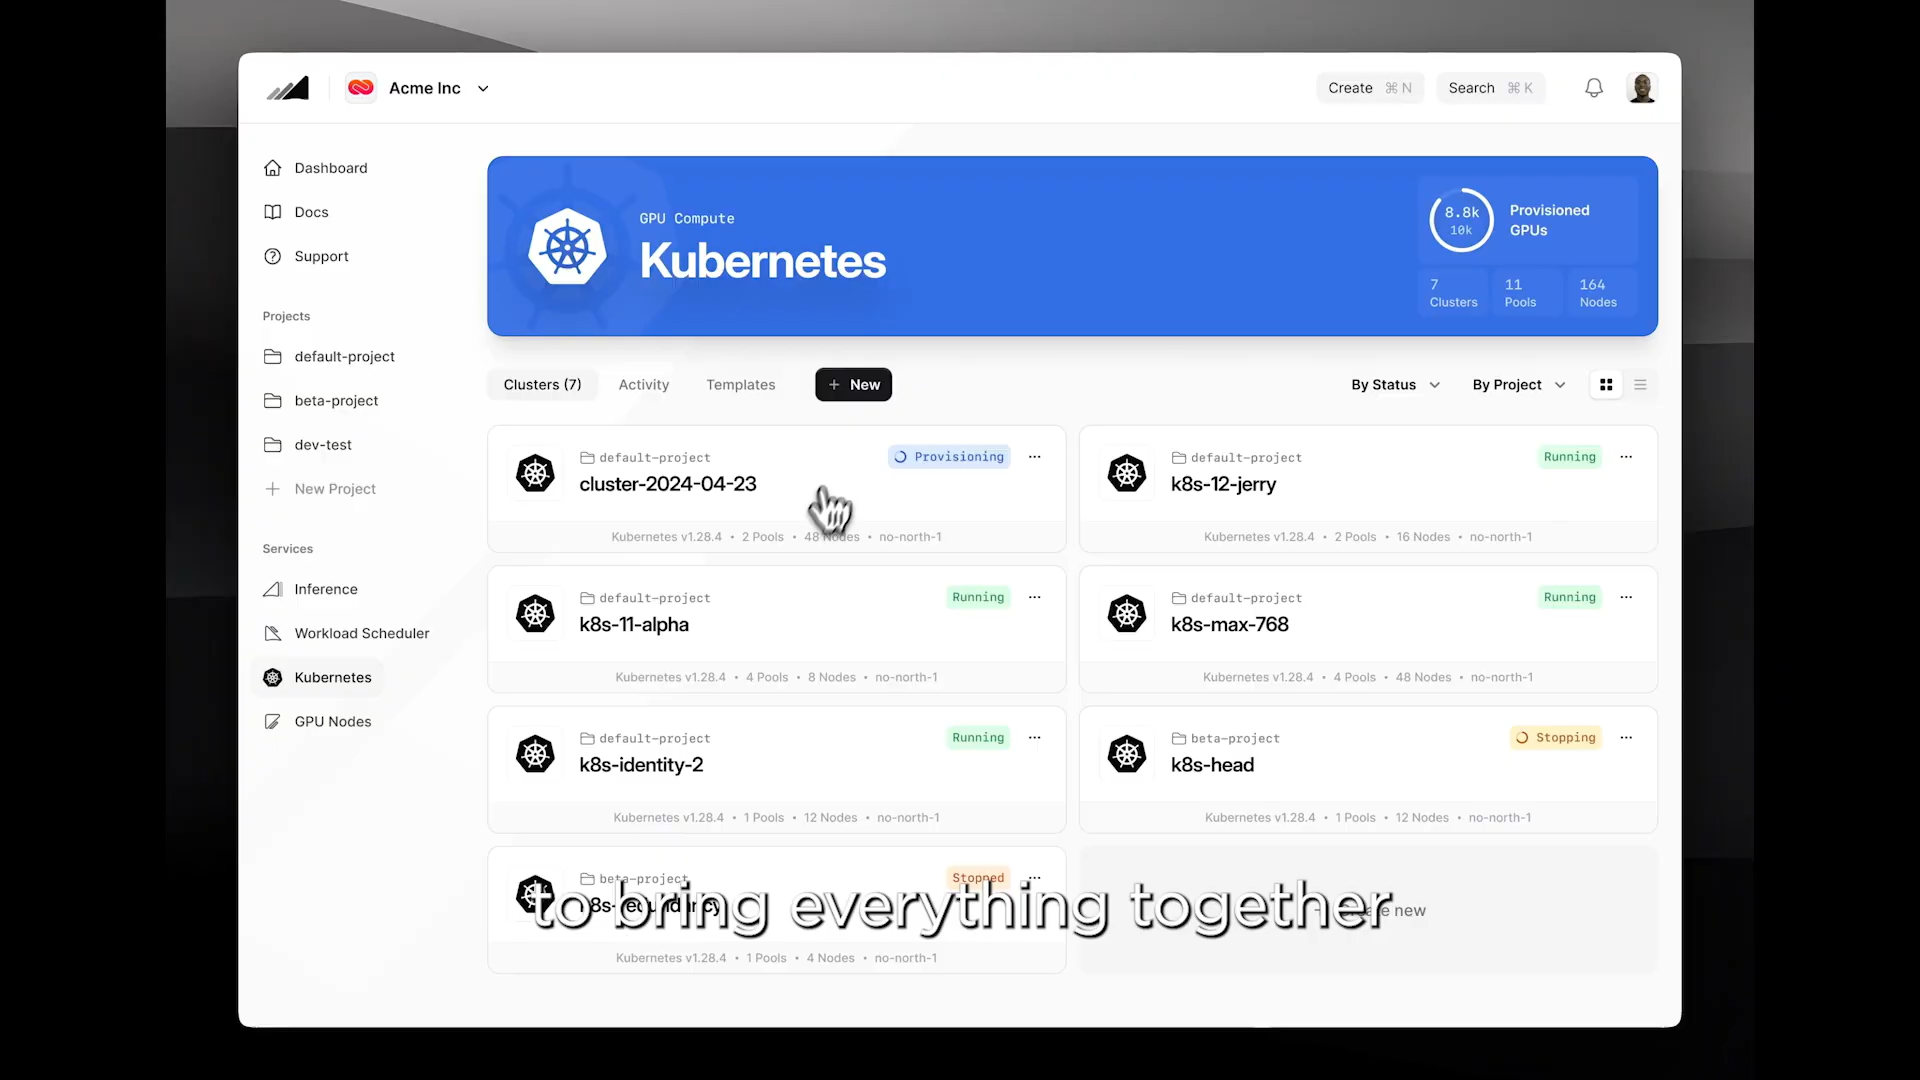 Acme Inc
Create ⌘ N
Search ⌘ K
Dashboard
Docs
Support
Projects
default-project
beta-project
dev-test
New Project
Services
Inference
Workload Scheduler
Kubernetes
GPU Nodes
GPU Compute
Kubernetes
8.8k
10k
Provisioned
GPUs
7
Clusters
11
Pools
164
Nodes
Clusters (7)
Activity
Templates
+ New
By Status
By Project
default-project
Provisioning
cluster-2024-04-23
Kubernetes v1.28.4 • 2 Pools • 48 Nodes • no-north-1
default-project
Running
k8s-12-jerry
Kubernetes v1.28.4 • 2 Pools • 16 Nodes • no-north-1
default-project
Running
k8s-11-alpha
Kubernetes v1.28.4 • 4 Pools • 8 Nodes • no-north-1
default-project
Running
k8s-max-768
Kubernetes v1.28.4 • 4 Pools • 48 Nodes • no-north-1
default-project
Running
k8s-identity-2
Kubernetes v1.28.4 • 1 Pools • 12 Nodes • no-north-1
beta-project
Stopping
k8s-head
Kubernetes v1.28.4 • 1 Pools • 12 Nodes • no-north-1
beta-project
Stopped
k8s-redundancy
Kubernetes v1.28.4 • 1 Pools • 4 Nodes • no-north-1
new
to bring everything together